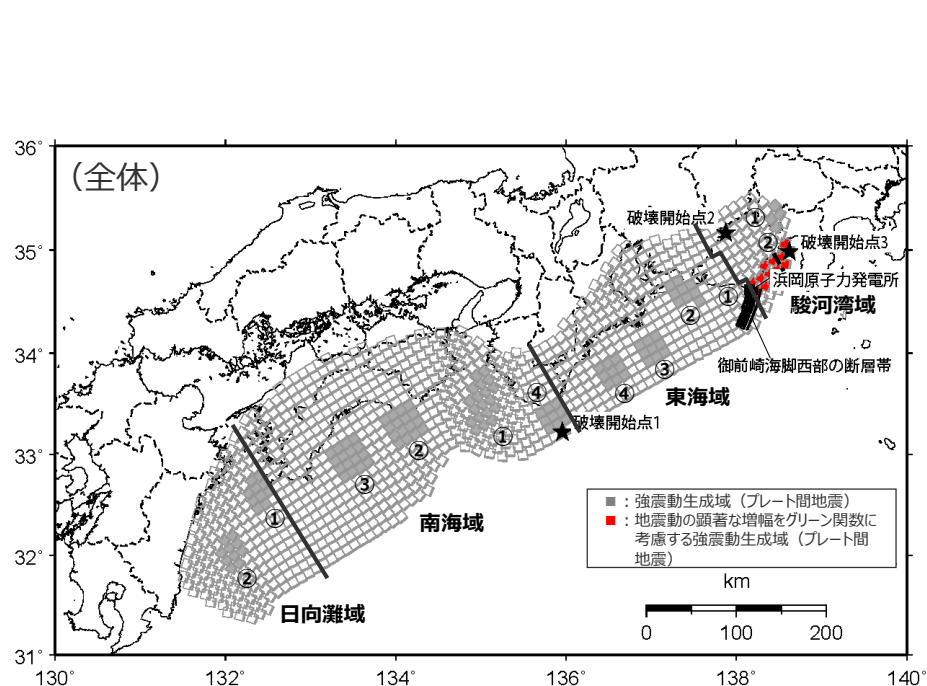 36°
（全体）
破壊開始点2
①
②
35°
破壊開始点3
浜岡原子力発電所
①
駿河湾域
②
34°
御前崎海脚西部の断層帯
③
④
④
東海域
破壊開始点1
①
33°
②
③
■：強震動生成域（プレート間地震）
■：地震動の顕著な増幅をグリーン関数に
考慮する強震動生成域（プレート間
地震）
①
南海域
32°
②
km
日向灘域
0 100 200
31°
130° 132° 134° 136° 138° 140°